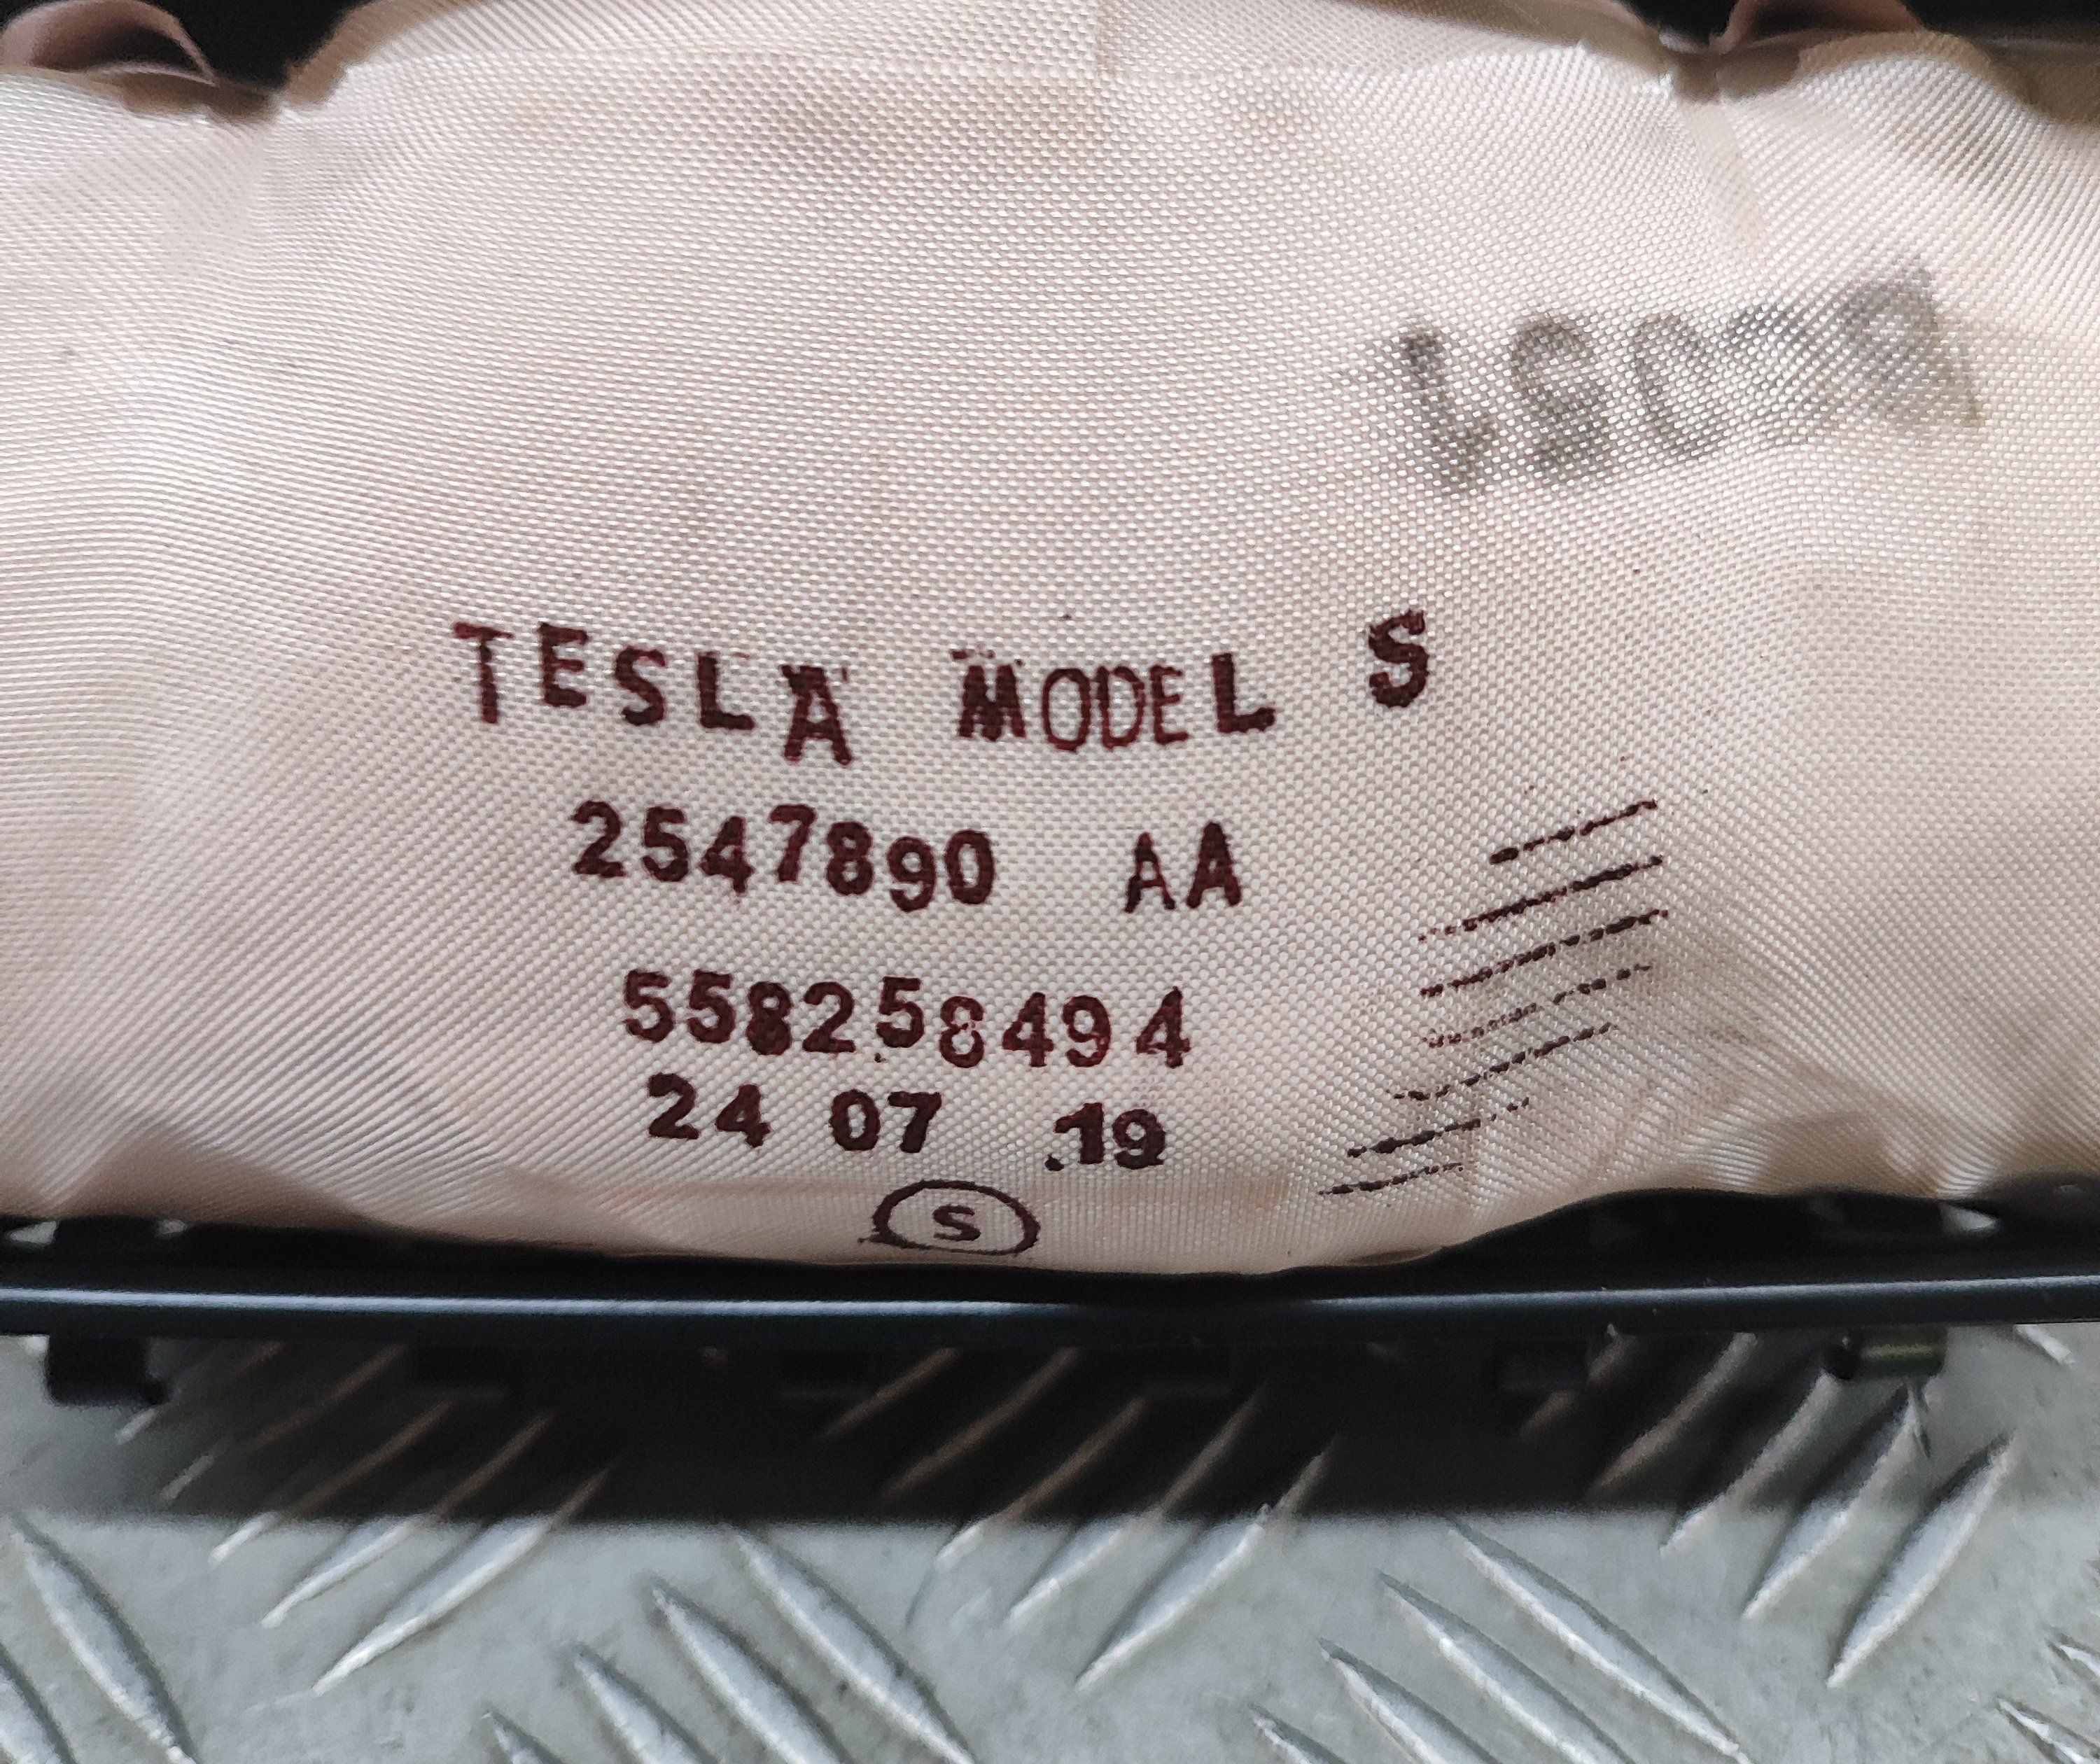 TESLA MODEL S
2547890 AA
558258494
24 07 .19
S